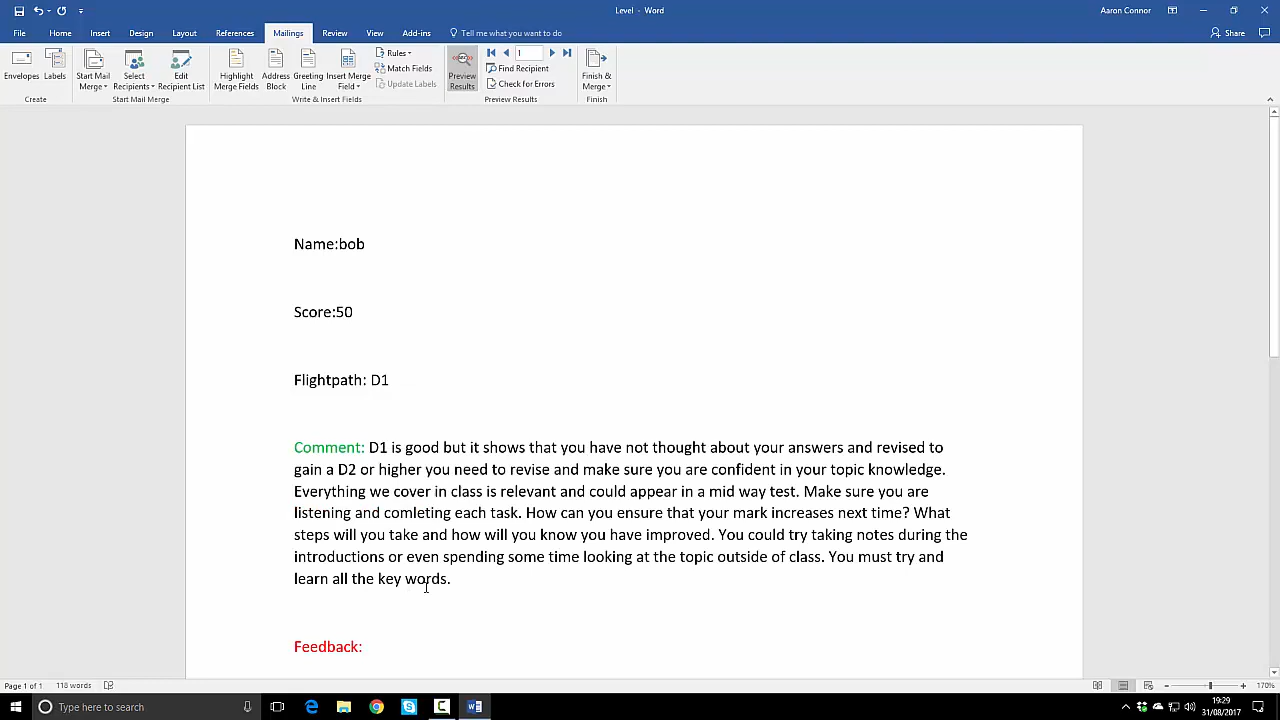 Level - Word
Aaron Connor
File Home Insert Design Layout References Mailings Review View Add-ins Tell me what you want to do Share
Envelopes Labels
Create
Start Mail Merge Select Recipients Edit Recipient List
Start Mail Merge
Highlight Merge Fields Address Block Greeting Line Insert Merge Field
Rules
Match Fields
Update Labels
Write & Insert Fields
Preview Results
1
Find Recipient
Check for Errors
Preview Results
Finish & Merge
Finish
Name:bob
Score:50
Flightpath: D1
Comment: D1 is good but it shows that you have not thought about your answers and revised to
gain a D2 or higher you need to revise and make sure you are confident in your topic knowledge.
Everything we cover in class is relevant and could appear in a mid way test. Make sure you are
listening and comleting each task. How can you ensure that your mark increases next time? What
steps will you take and how will you know you have improved. You could try taking notes during the
introductions or even spending some time looking at the topic outside of class. You must try and
learn all the key words.
Feedback:
Page 1 of 1 118 words 170%
Type here to search
19:29
31/08/2017